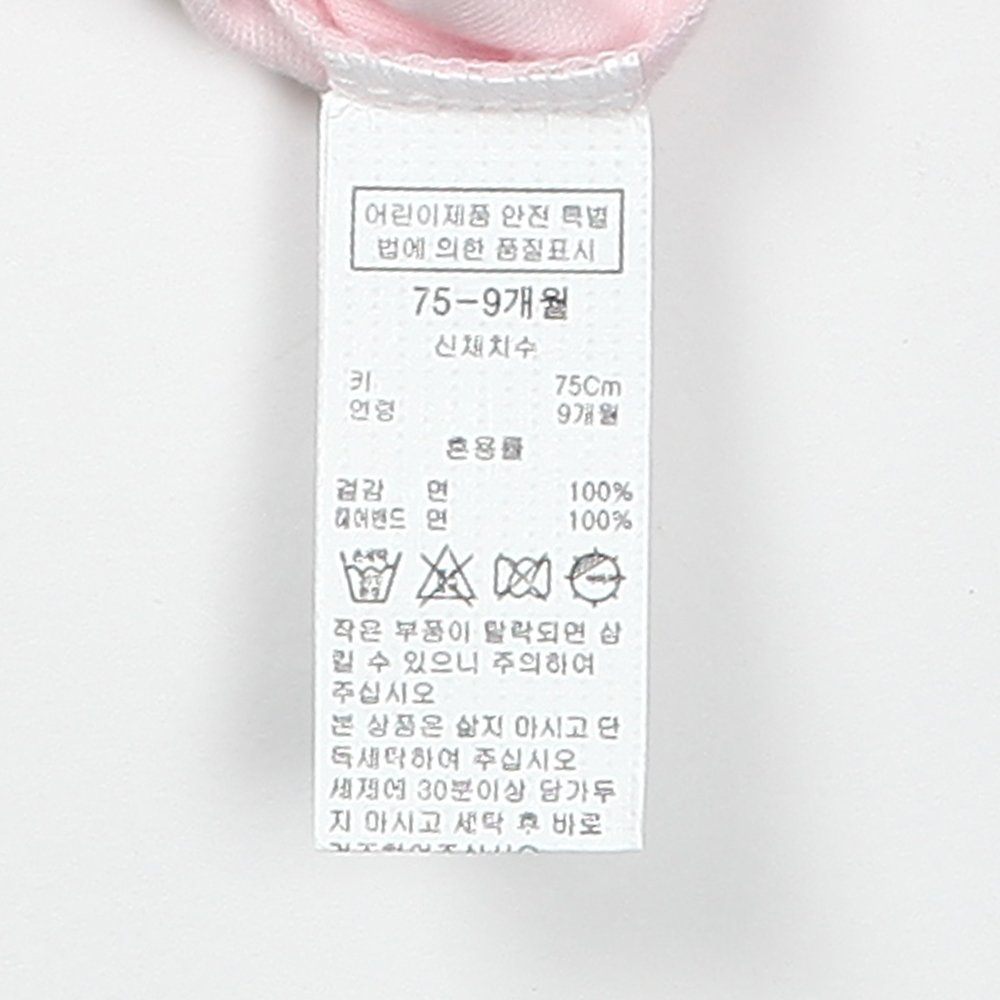 어린이제품 안전 특별
법에 의한 품질표시
75-9개월
신체치수
키 75Cm
연령 9개월
혼용률
겉감 면 100%
헤어밴드 면 100%
손세탁
작은 부품이 탈락되면 삼
킬 수 있으니 주의하여
주십시오
본 상품은 삶지 마시고 단
독세탁하여 주십시오
세제에 30분이상 담가두
지 마시고 세탁 후 바로